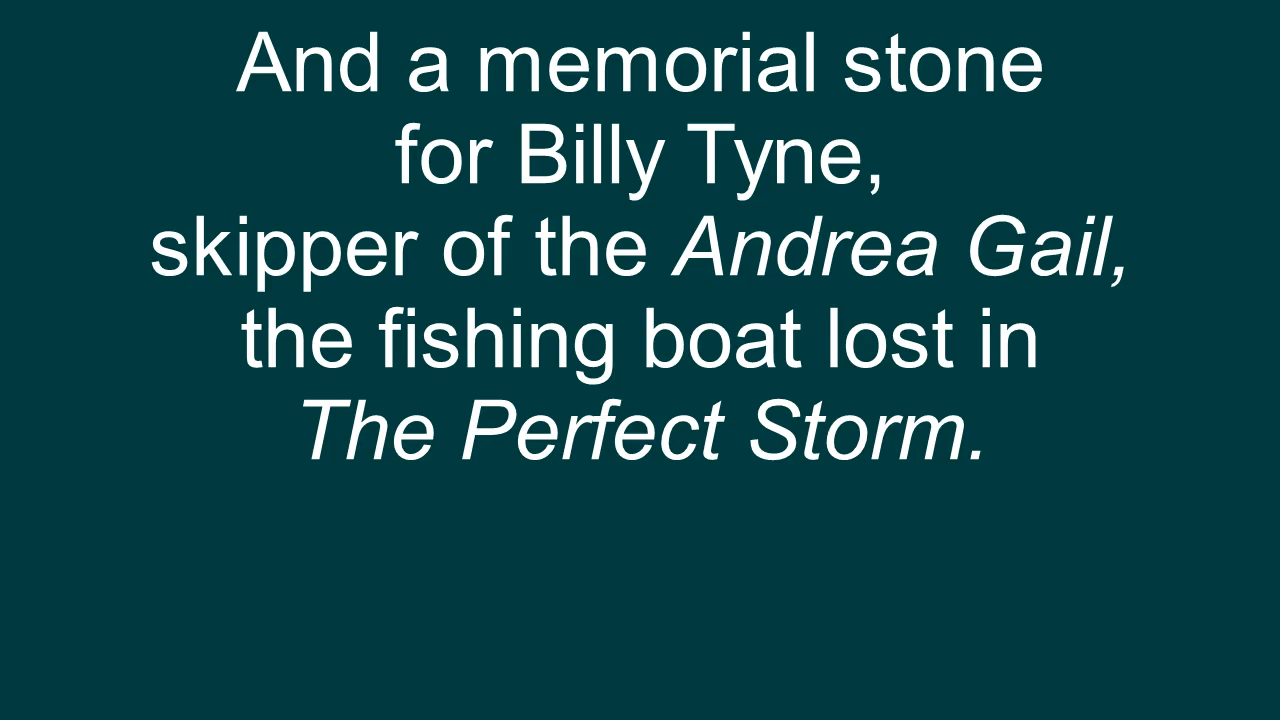 And a memorial stone
for Billy Tyne,
skipper of the Andrea Gail,
the fishing boat lost in
The Perfect Storm.